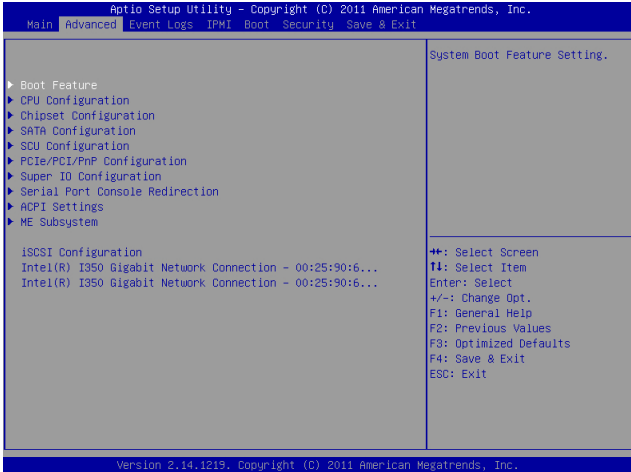 Aptio Setup Utility – Copyright (C) 2011 American Megatrends, Inc.
Main Advanced Event Logs IPMI Boot Security Save & Exit
System Boot Feature Setting.
▶ Boot Feature
▶ CPU Configuration
▶ Chipset Configuration
▶ SATA Configuration
▶ SCU Configuration
▶ PCIe/PCI/PnP Configuration
▶ Super IO Configuration
▶ Serial Port Console Redirection
▶ ACPI Settings
▶ ME Subsystem
iSCSI Configuration
Intel(R) I350 Gigabit Network Connection – 00:25:90:6...
Intel(R) I350 Gigabit Network Connection – 00:25:90:6...
→←: Select Screen
↑↓: Select Item
Enter: Select
+/-: Change Opt.
F1: General Help
F2: Previous Values
F3: Optimized Defaults
F4: Save & Exit
ESC: Exit
Version 2.14.1219. Copyright (C) 2011 American Megatrends, Inc.